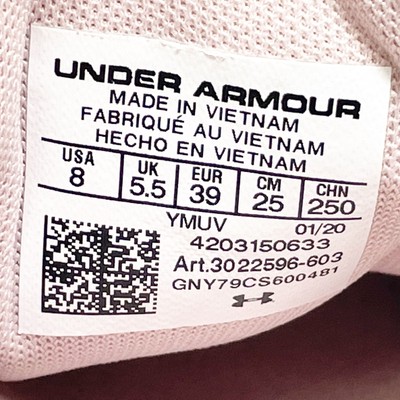 UNDER ARMOUR
MADE IN VIETNAM
FABRIQUÉ AU VIETNAM
HECHO EN VIETNAM
USA UK EUR CM CHN
8 5.5 39 25 250
YMUV 01/20
4203150633
Art.3022596-603
GNY79CS600481